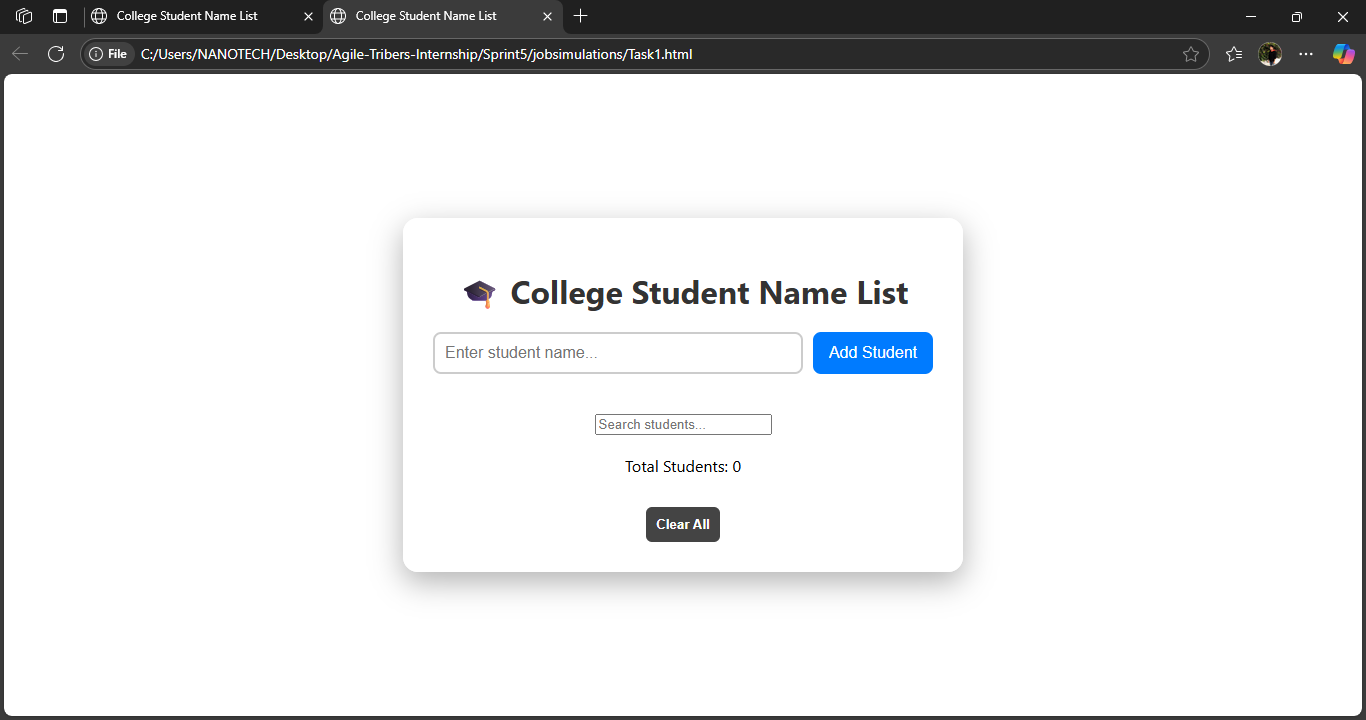 College Student Name List
College Student Name List
File C:/Users/NANOTECH/Desktop/Agile-Tribers-Internship/Sprint5/jobsimulations/Task1.html
🎓 College Student Name List
Enter student name... Add Student
Search students...
Total Students: 0
Clear All